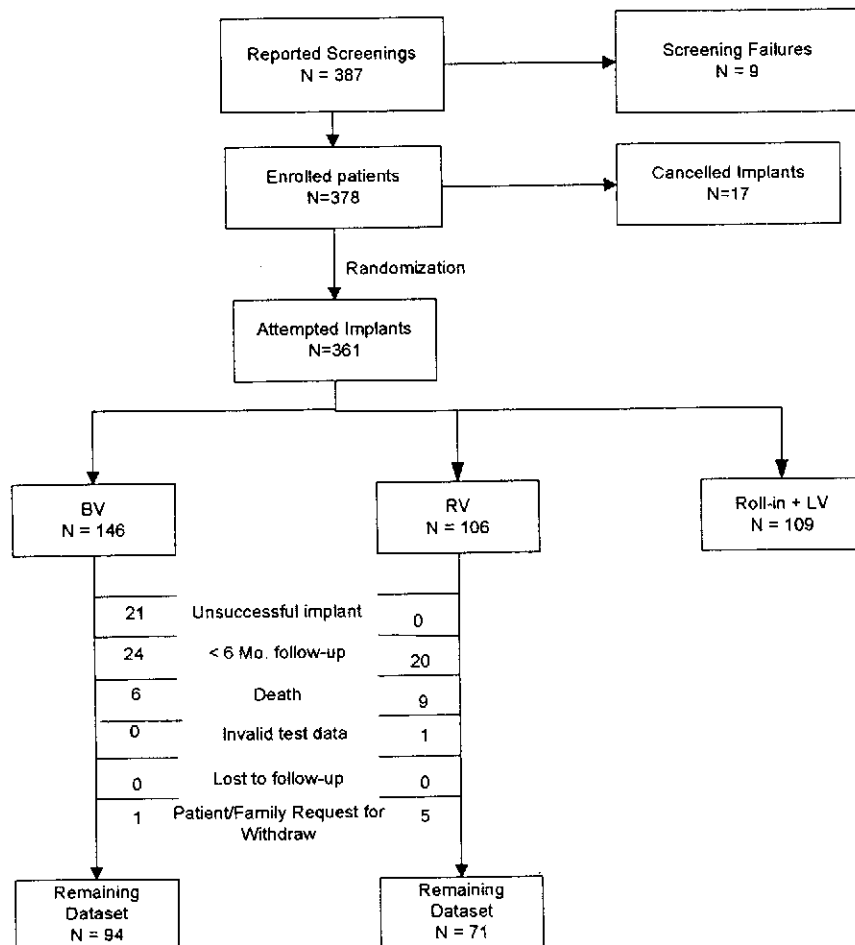 Reported Screenings
N = 387
Screening Failures
N = 9
Enrolled patients
N=378
Cancelled Implants
N=17
Randomization
Attempted Implants
N=361
BV
N = 146
RV
N = 106
Roll-in + LV
N = 109
21 Unsuccessful implant 0
24 < 6 Mo. follow-up 20
6 Death 9
0 Invalid test data 1
0 Lost to follow-up 0
1 Patient/Family Request for 5
Withdraw
Remaining
Dataset
N = 94
Remaining
Dataset
N = 71